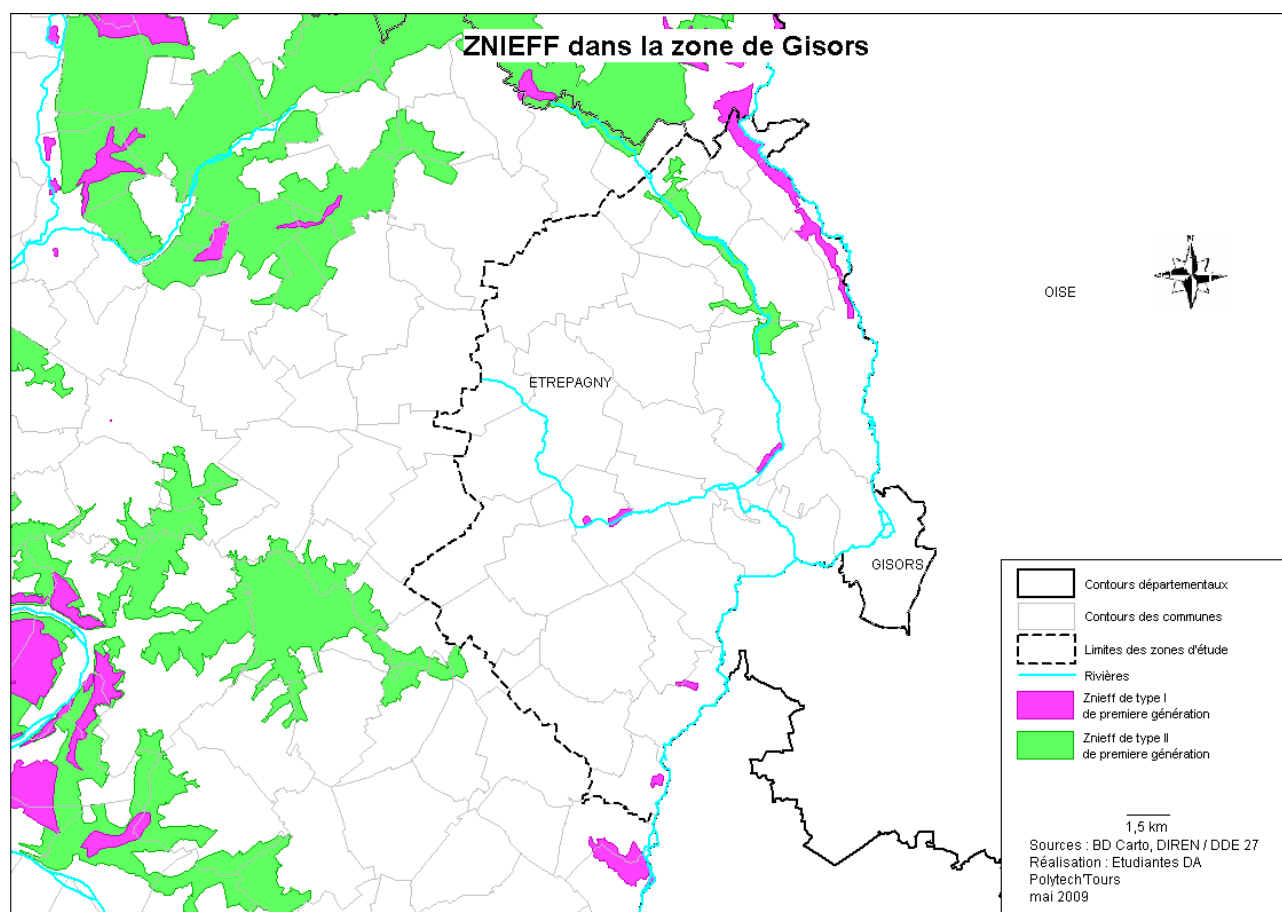 ZNIEFF dans la zone de Gisors
N
OISE
ETREPAGNY
GISORS
Contours départementaux
Contours des communes
Limites des zones d'étude
Rivières
Znieff de type I
de premiere génération
Znieff de type II
de premiere génération
1,5 km
Sources : BD Carto, DIREN / DDE 27
Réalisation : Etudiantes DA
Polytech'Tours
mai 2009